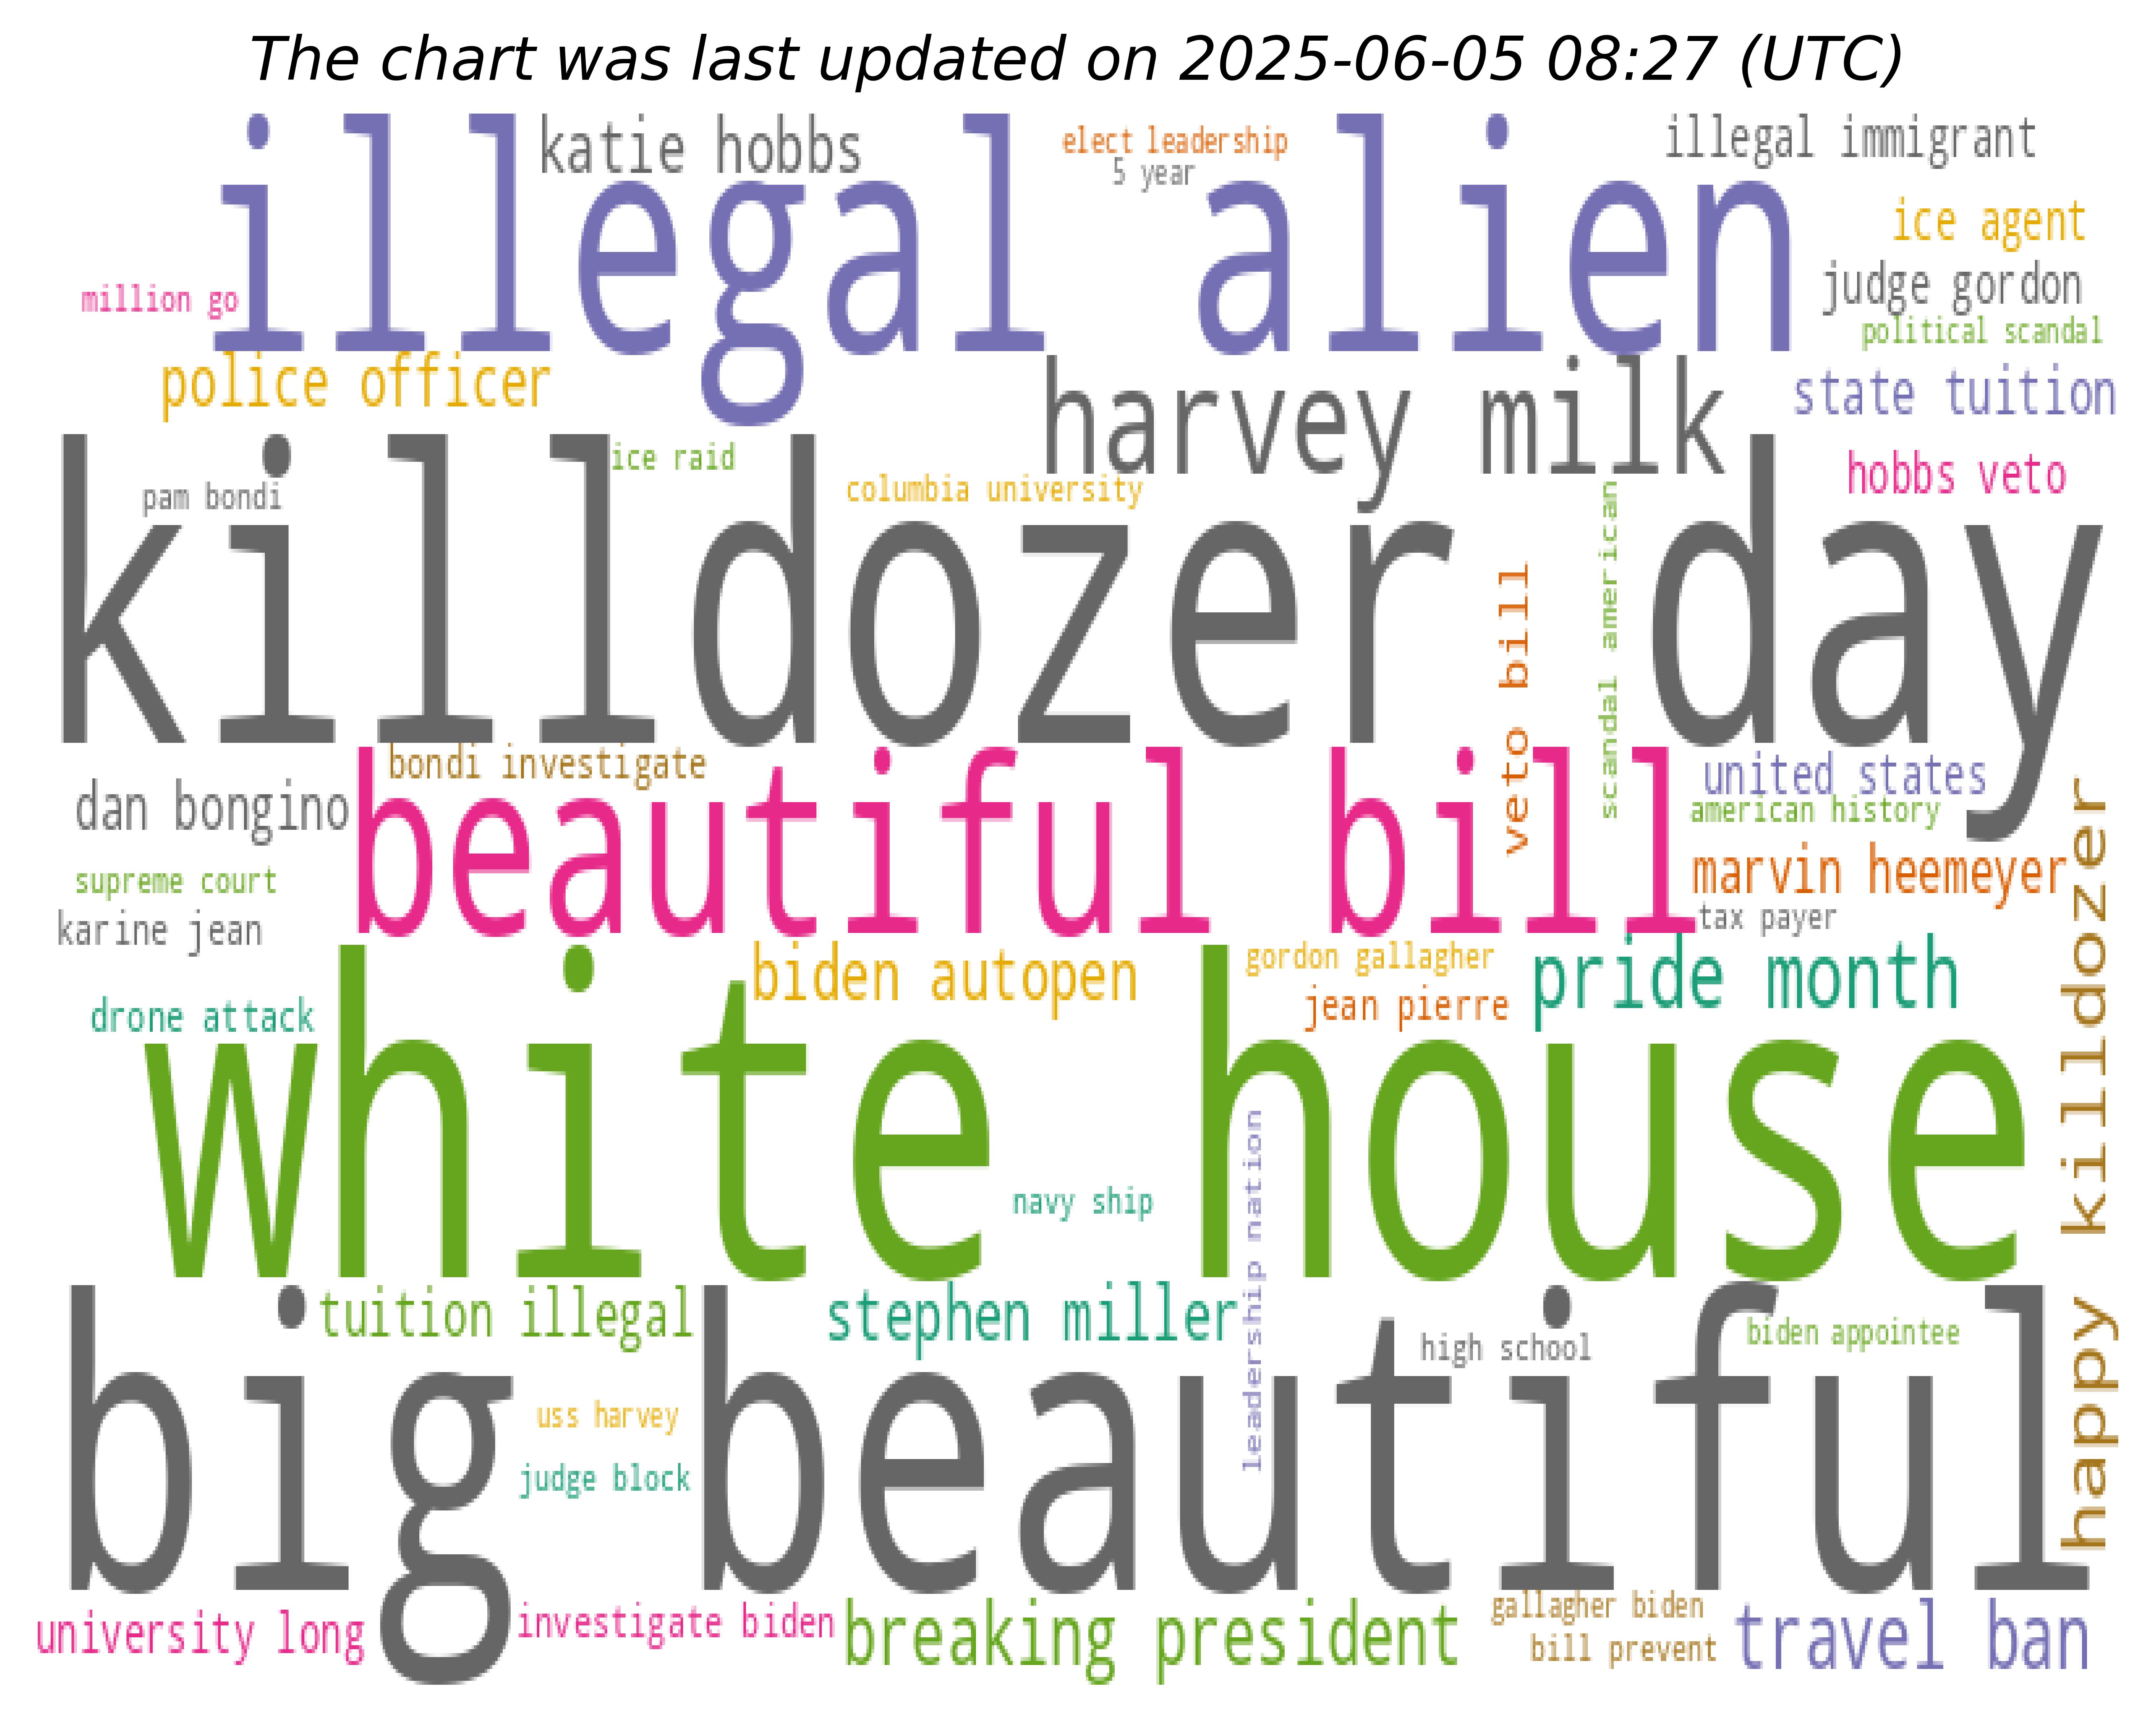 The chart was last updated on 2025-06-05 08:27 (UTC)
illegal alien
katie hobbs
elect leadership
5 year
illegal immigrant
ice agent
judge gordon
political scandal
million go
police officer
harvey milk
state tuition
ice raid
hobbs veto
pam bondi
columbia university
killdozer day
veto bill
scandal american
bondi investigate
dan bongino
beautiful bill
united states
american history
supreme court
marvin heemeyer
karine jean
tax payer
happy killdozer
biden autopen
gordon gallagher
pride month
jean pierre
drone attack
white house
navy ship
leadership nation
tuition illegal
stephen miller
high school
biden appointee
big beautiful
uss harvey
judge block
university long
investigate biden
breaking president
gallagher biden
bill prevent
travel ban